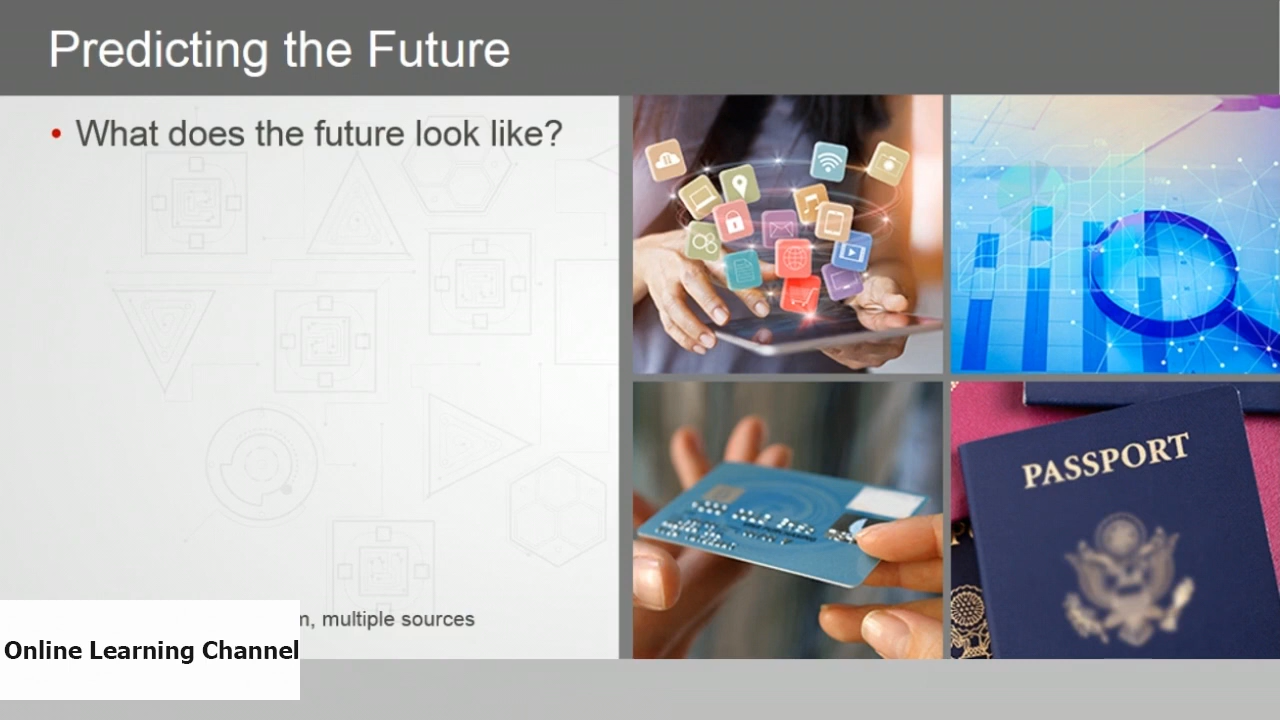 Predicting the Future
• What does the future look like?
PASSPORT
multiple sources
Online Learning Channel